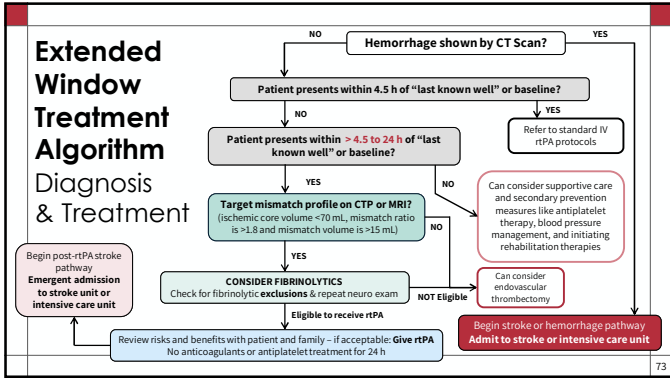 Extended
Window
Treatment
Algorithm
Diagnosis
& Treatment
NO
Hemorrhage shown by CT Scan?
YES
Patient presents within 4.5 h of “last known well” or baseline?
NO
YES
Refer to standard IV
rtPA protocols
Patient presents within > 4.5 to 24 h of “last
known well” or baseline?
YES
NO
Can consider supportive care
and secondary prevention
measures like antiplatelet
therapy, blood pressure
management, and initiating
rehabilitation therapies
Target mismatch profile on CTP or MRI?
(ischemic core volume <70 mL, mismatch ratio
is >1.8 and mismatch volume is >15 mL)
NO
YES
Begin post-rtPA stroke
pathway
Emergent admission
to stroke unit or
intensive care unit
CONSIDER FIBRINOLYTICS
Check for fibrinolytic exclusions & repeat neuro exam
NOT Eligible
Can consider
endovascular
thrombectomy
Eligible to receive rtPA
Begin stroke or hemorrhage pathway
Admit to stroke or intensive care unit
Review risks and benefits with patient and family – if acceptable: Give rtPA
No anticoagulants or antiplatelet treatment for 24 h
73